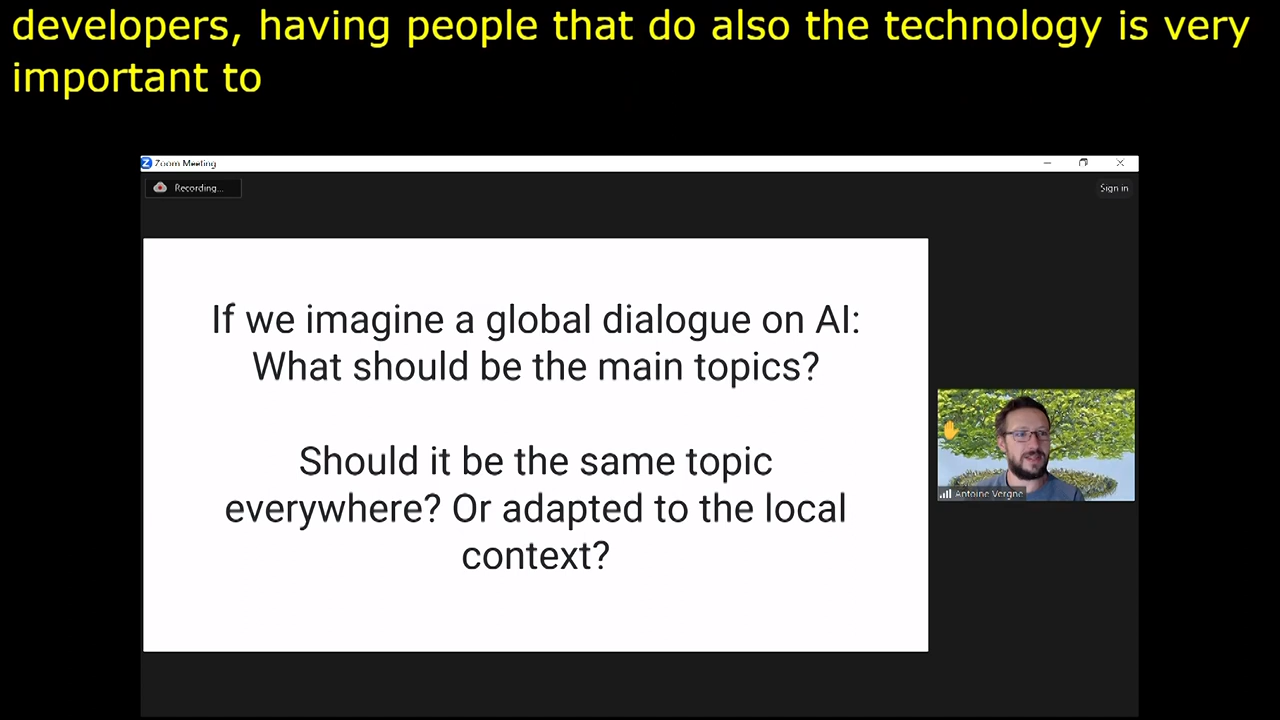 developers, having people that do also the technology is very
important to
Zoom Meeting
Recording...
Sign in
If we imagine a global dialogue on AI:
What should be the main topics?
Should it be the same topic
everywhere? Or adapted to the local
context?
Antoine Vergne